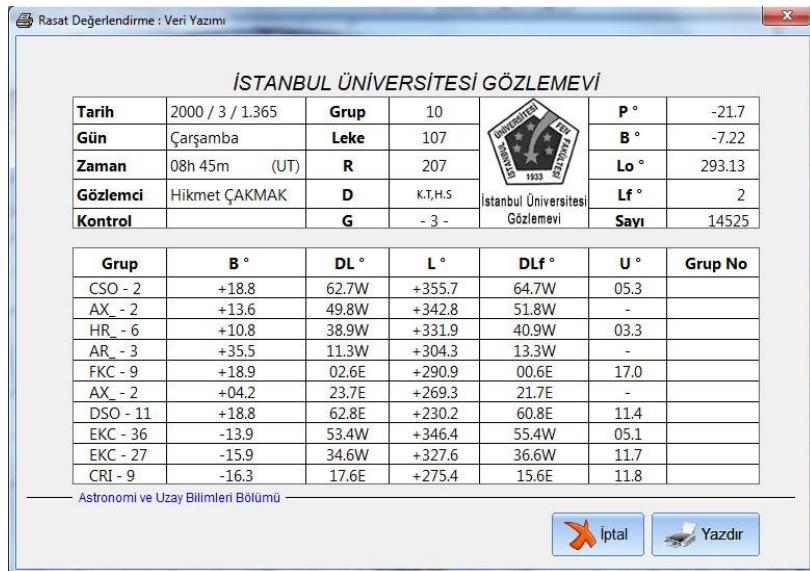 Rasat Değerlendirme : Veri Yazımı
İSTANBUL ÜNİVERSİTESİ GÖZLEMEVİ
Tarih 2000 / 3 / 1.365 Grup 10 P ° -21.7
Gün Çarşamba Leke 107 B ° -7.22
Zaman 08h 45m (UT) R 207 Lo ° 293.13
Gözlemci Hikmet ÇAKMAK D K.T,H.S Lf ° 2
Kontrol G - 3 - Sayı 14525
İSTANBUL ÜNİVERSİTESİ FEN FAKÜLTESİ
1933
İstanbul Üniversitesi
Gözlemevi
Grup B ° DL ° L ° DLf ° U ° Grup No
CSO - 2 +18.8 62.7W +355.7 64.7W 05.3
AX_ - 2 +13.6 49.8W +342.8 51.8W -
HR_ - 6 +10.8 38.9W +331.9 40.9W 03.3
AR_ - 3 +35.5 11.3W +304.3 13.3W -
FKC - 9 +18.9 02.6E +290.9 00.6E 17.0
AX_ - 2 +04.2 23.7E +269.3 21.7E -
DSO - 11 +18.8 62.8E +230.2 60.8E 11.4
EKC - 36 -13.9 53.4W +346.4 55.4W 05.1
EKC - 27 -15.9 34.6W +327.6 36.6W 11.7
CRI - 9 -16.3 17.6E +275.4 15.6E 11.8
Astronomi ve Uzay Bilimleri Bölümü
İptal
Yazdır